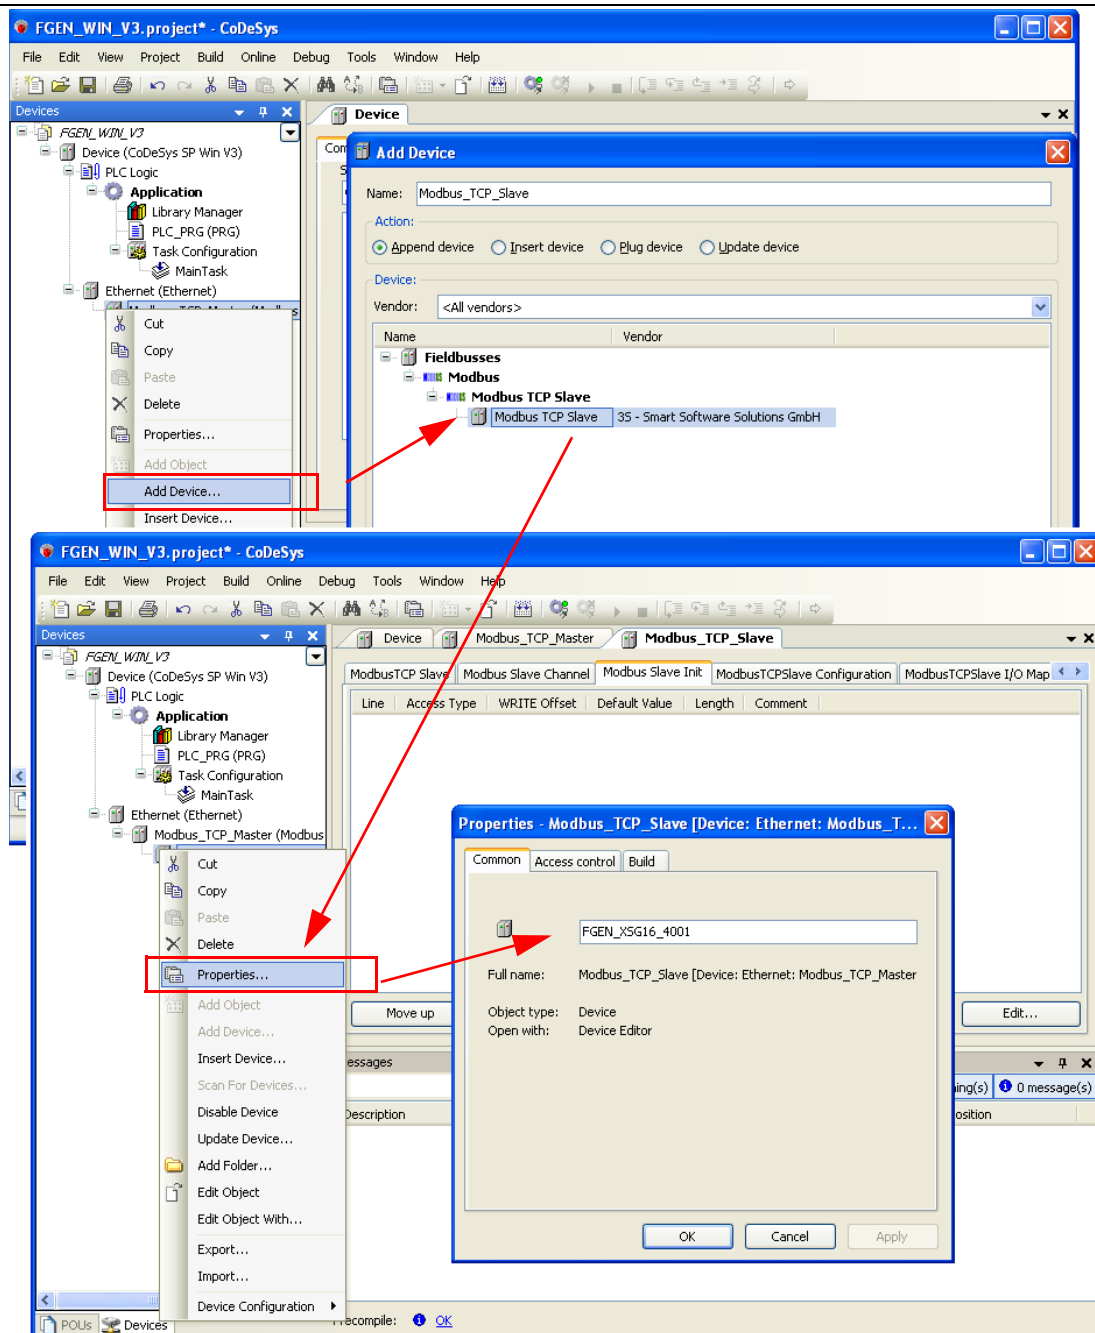 FGEN_WIN_V3.project* - CoDeSys
File Edit View Project Build Online Debug Tools Window Help
Devices
Device
FGEN_WIN_V3
Device (CoDeSys SP Win V3)
PLC Logic
Application
Library Manager
PLC_PRG (PRG)
Task Configuration
MainTask
Ethernet (Ethernet)
Cut
Copy
Paste
Delete
Properties...
Add Object
Add Device...
Insert Device...
Add Device
Name: Modbus_TCP_Slave
Action:
Append device Insert device Plug device Update device
Device:
Vendor: <All vendors>
Name Vendor
Fieldbusses
Modbus
Modbus TCP Slave
Modbus TCP Slave 3S - Smart Software Solutions GmbH
FGEN_WIN_V3.project* - CoDeSys
File Edit View Project Build Online Debug Tools Window Help
Devices
Device Modbus_TCP_Master Modbus_TCP_Slave
FGEN_WIN_V3
Device (CoDeSys SP Win V3)
PLC Logic
Application
Library Manager
PLC_PRG (PRG)
Task Configuration
MainTask
Ethernet (Ethernet)
Modbus_TCP_Master (Modbus
ModbusTCP Slave Modbus Slave Channel Modbus Slave Init ModbusTCPSlave Configuration ModbusTCPSlave I/O Map
Line Access Type WRITE Offset Default Value Length Comment
Cut
Copy
Paste
Delete
Properties...
Add Object
Add Device...
Insert Device...
Scan For Devices...
Disable Device
Update Device...
Add Folder...
Edit Object
Edit Object With...
Export...
Import...
Device Configuration
Properties - Modbus_TCP_Slave [Device: Ethernet: Modbus_T...
Common Access control Build
FGEN_XSG16_4001
Full name: Modbus_TCP_Slave [Device: Ethernet: Modbus_TCP_Master
Object type: Device
Open with: Device Editor
OK Cancel Apply
Move up
Edit...
essages
ing(s) 0 message(s)
Description
osition
POUs Devices
recompile: OK